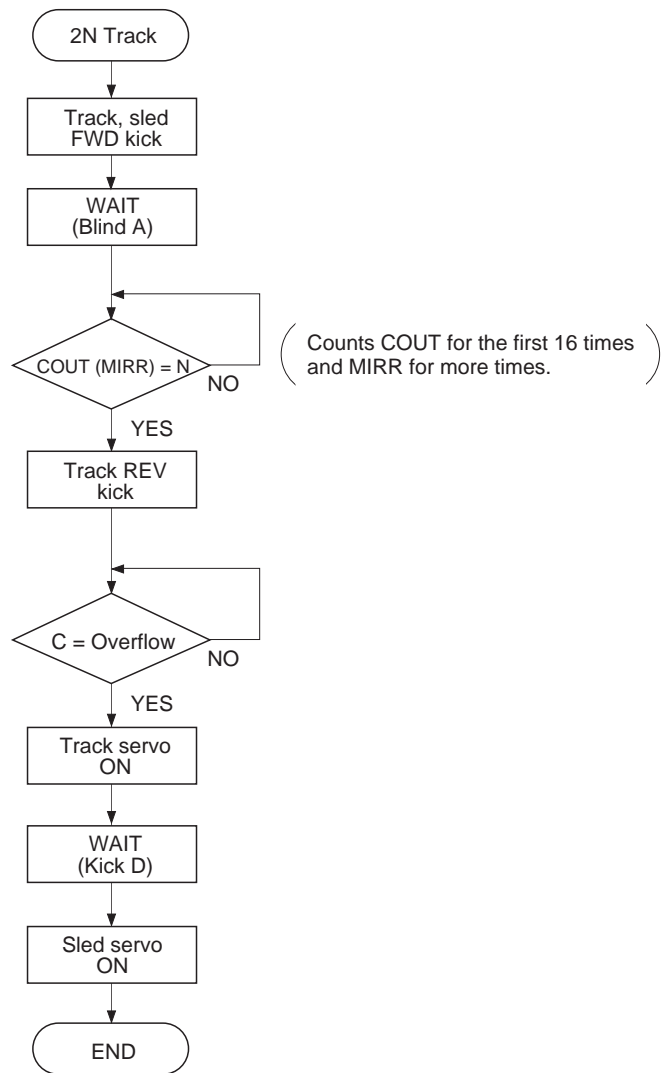 2N Track
Track, sled
FWD kick
WAIT
(Blind A)
COUT (MIRR) = N
NO
Counts COUT for the first 16 times
and MIRR for more times.
YES
Track REV
kick
C = Overflow
NO
YES
Track servo
ON
WAIT
(Kick D)
Sled servo
ON
END